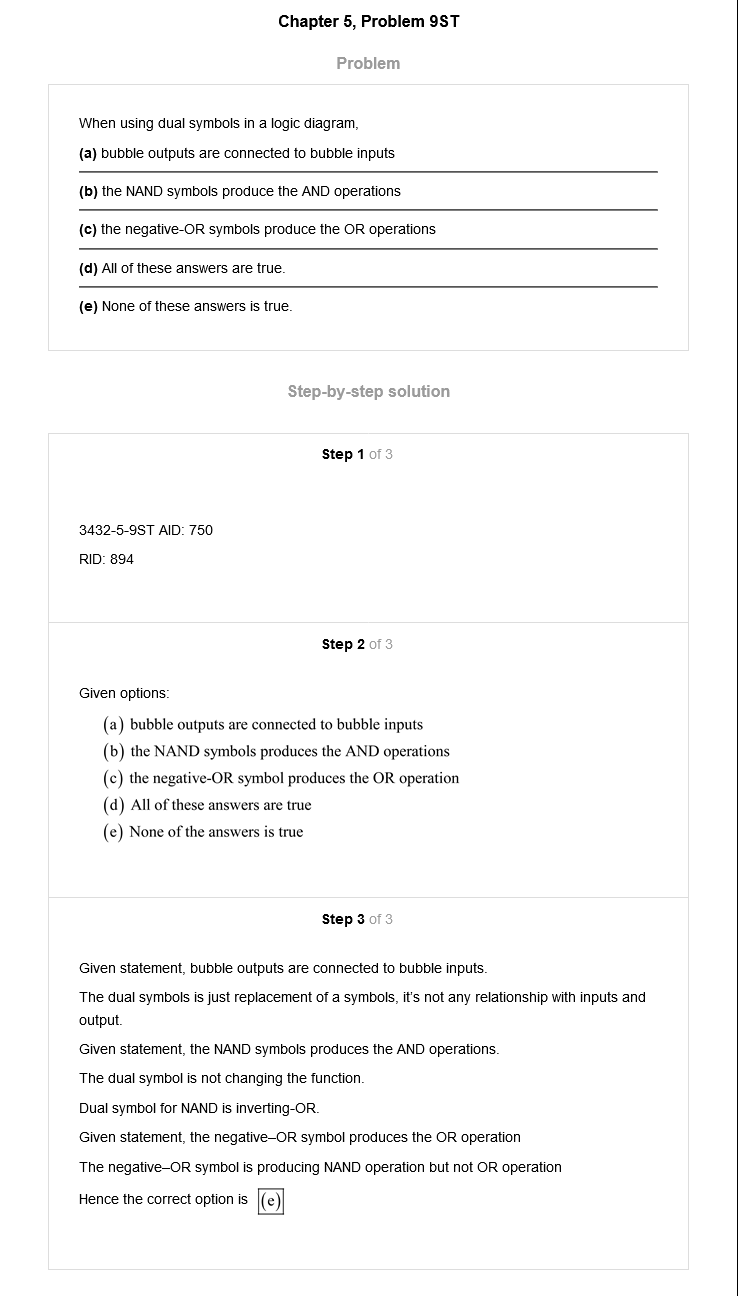 Chapter 5, Problem 9ST
Problem
When using dual symbols in a logic diagram,
(a) bubble outputs are connected to bubble inputs
(b) the NAND symbols produce the AND operations
(c) the negative-OR symbols produce the OR operations
(d) All of these answers are true.
(e) None of these answers is true.
Step-by-step solution
Step 1 of 3
3432-5-9ST AID: 750
RID: 894
Step 2 of 3
Given options:
(a) bubble outputs are connected to bubble inputs
(b) the NAND symbols produces the AND operations
(c) the negative-OR symbol produces the OR operation
(d) All of these answers are true
(e) None of the answers is true
Step 3 of 3
Given statement, bubble outputs are connected to bubble inputs.
The dual symbols is just replacement of a symbols, it's not any relationship with inputs and
output.
Given statement, the NAND symbols produces the AND operations.
The dual symbol is not changing the function.
Dual symbol for NAND is inverting-OR.
Given statement, the negative–OR symbol produces the OR operation
The negative–OR symbol is producing NAND operation but not OR operation
Hence the correct option is (e)